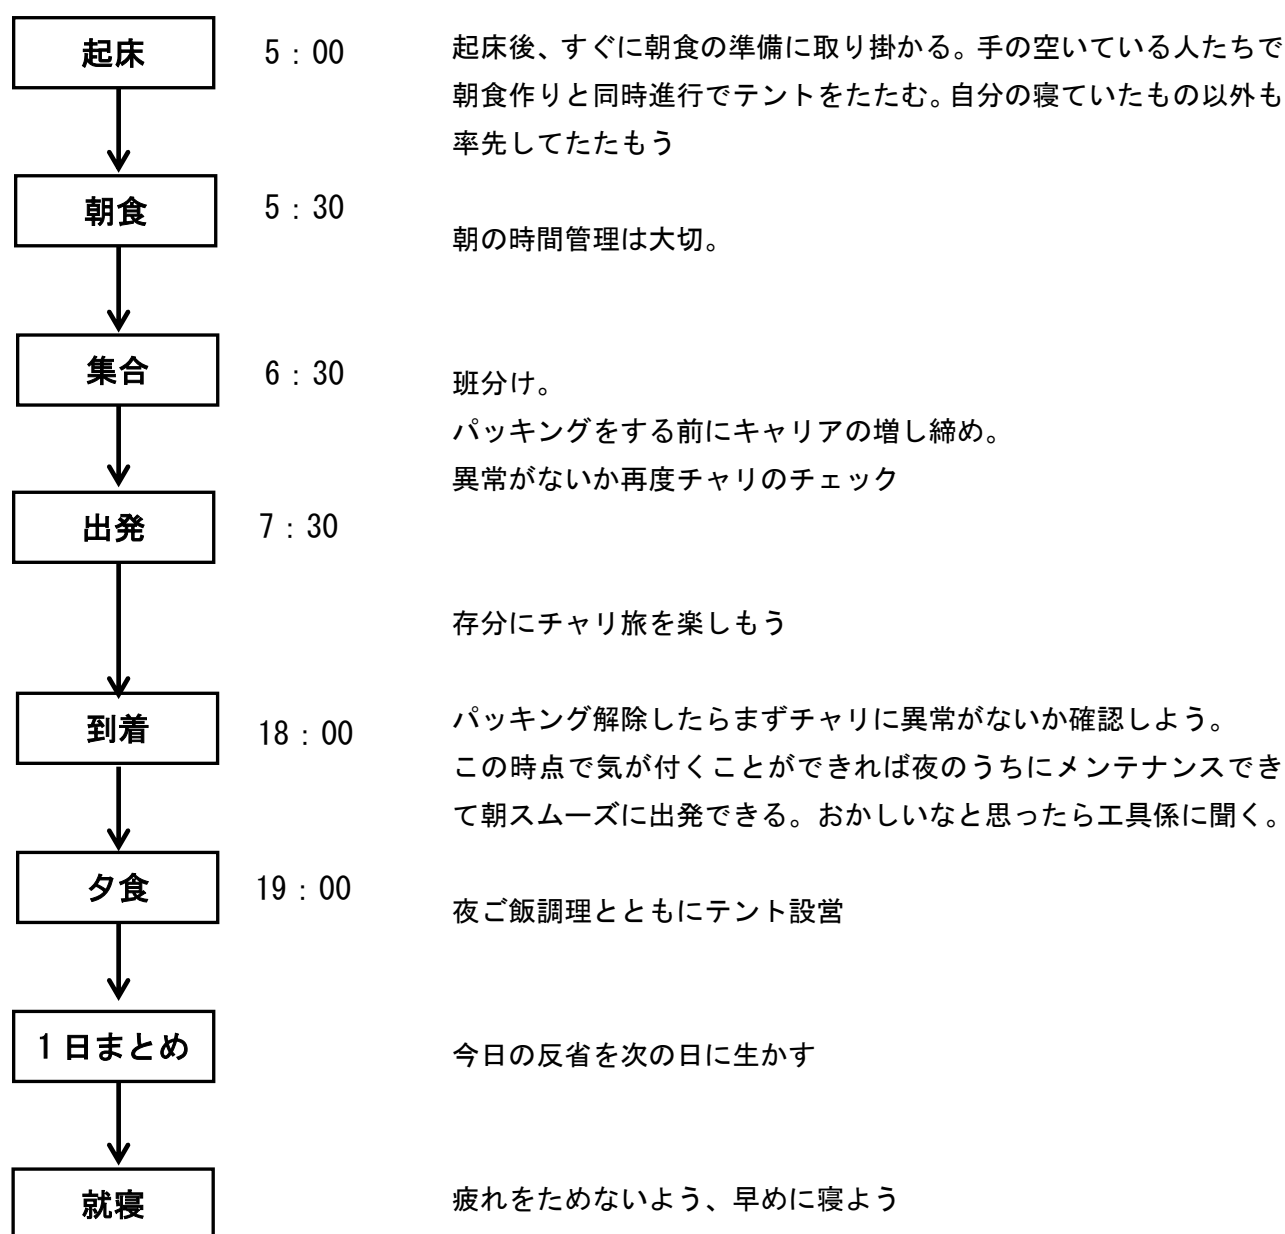 起床
5：00
起床後、すぐに朝食の準備に取り掛かる。手の空いている人たちで
朝食作りと同時進行でテントをたたむ。自分の寝ていたもの以外も
率先してたたもう
朝食
5：30
朝の時間管理は大切。
集合
6：30
班分け。
パッキングをする前にキャリアの増し締め。
異常がないか再度チャリのチェック
出発
7：30
存分にチャリ旅を楽しもう
到着
18：00
パッキング解除したらまずチャリに異常がないか確認しよう。
この時点で気が付くことができれば夜のうちにメンテナンスでき
て朝スムーズに出発できる。おかしいなと思ったら工具係に聞く。
夕食
19：00
夜ご飯調理とともにテント設営
1日まとめ
今日の反省を次の日に生かす
就寝
疲れをためないよう、早めに寝よう